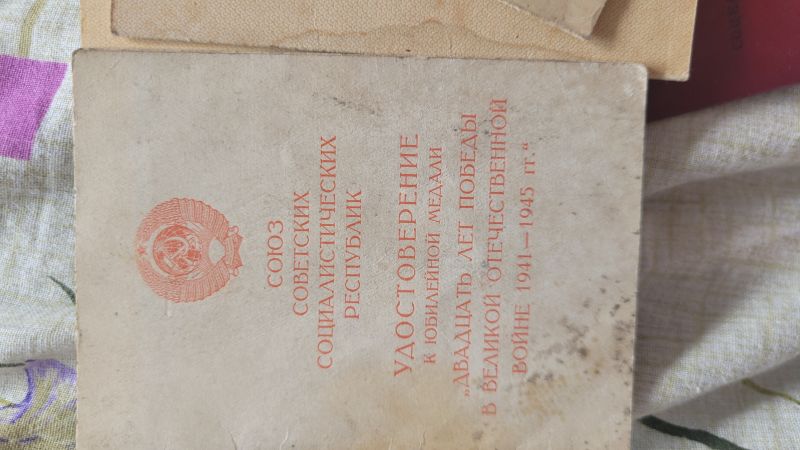 СОЮЗ
СОВЕТСКИХ
СОЦИАЛИСТИЧЕСКИХ
РЕСПУБЛИК
УДОСТОВЕРЕНИЕ
К ЮБИЛЕЙНОЙ МЕДАЛИ
„ДВАДЦАТЬ ЛЕТ ПОБЕДЫ
В ВЕЛИКОЙ ОТЕЧЕСТВЕННОЙ
ВОЙНЕ 1941—1945 гг.“